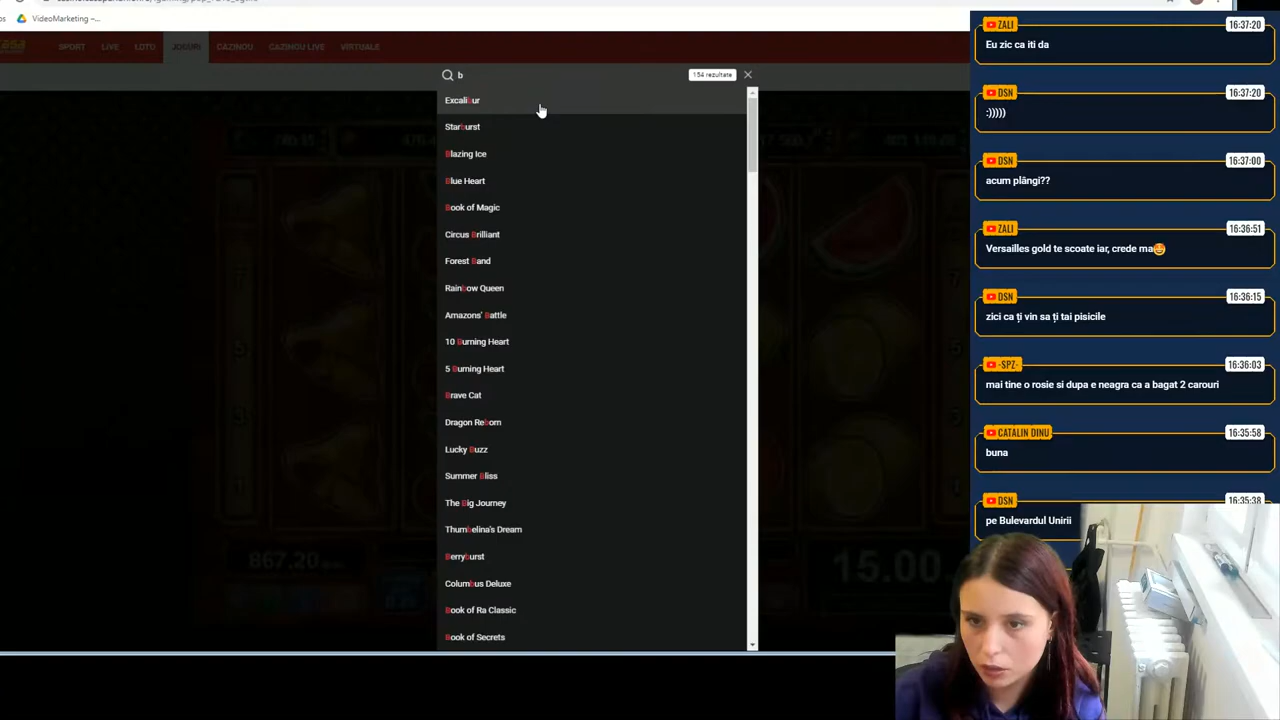 VideoMarketing –...
SPORT
LIVE
LOTO
JOCURI
CAZINOU
CAZINOU LIVE
VIRTUALE
b
154 rezultate
Excalibur
Starburst
Blazing Ice
Blue Heart
Book of Magic
Circus Brilliant
Forest Band
Rainbow Queen
Amazons' Battle
10 Burning Heart
5 Burning Heart
Brave Cat
Dragon Reborn
Lucky Buzz
Summer Bliss
The Big Journey
Thumbelina's Dream
Berryburst
Columbus Deluxe
Book of Ra Classic
Book of Secrets
867.20
15.00
ZALI
16:37:20
Eu zic ca iti da
DSN
16:37:20
:)))))
DSN
16:37:00
acum plângi??
ZALI
16:36:51
Versailles gold te scoate iar, crede ma🤩
DSN
16:36:15
zici ca ți vin sa ți tai pisicile
-SPZ-
16:36:03
mai tine o rosie si dupa e neagra ca a bagat 2 carouri
CATALIN DINU
16:35:58
buna
DSN
16:35:38
pe Bulevardul Unirii